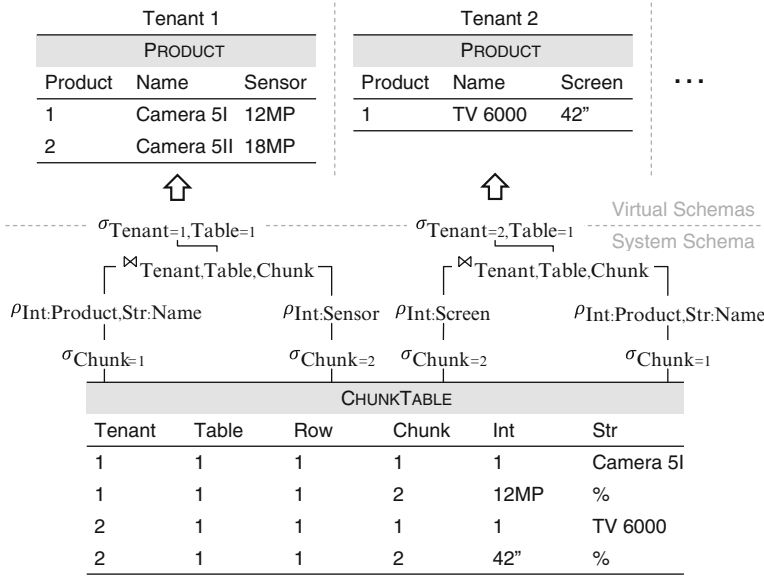 Tenant 1 Tenant 2
PRODUCT PRODUCT
Product Name Sensor Product Name Screen
1 Camera 5I 12MP 1 TV 6000 42”
2 Camera 5II 18MP
...
Virtual Schemas
System Schema
σTenant=1,Table=1 σTenant=2,Table=1
⋈Tenant,Table,Chunk ⋈Tenant,Table,Chunk
ρInt:Product,Str:Name ρInt:Sensor ρInt:Screen ρInt:Product,Str:Name
σChunk=1 σChunk=2 σChunk=2 σChunk=1
CHUNKTABLE
Tenant Table Row Chunk Int Str
1 1 1 1 1 Camera 5I
1 1 1 2 12MP %
2 1 1 1 1 TV 6000
2 1 1 2 42” %